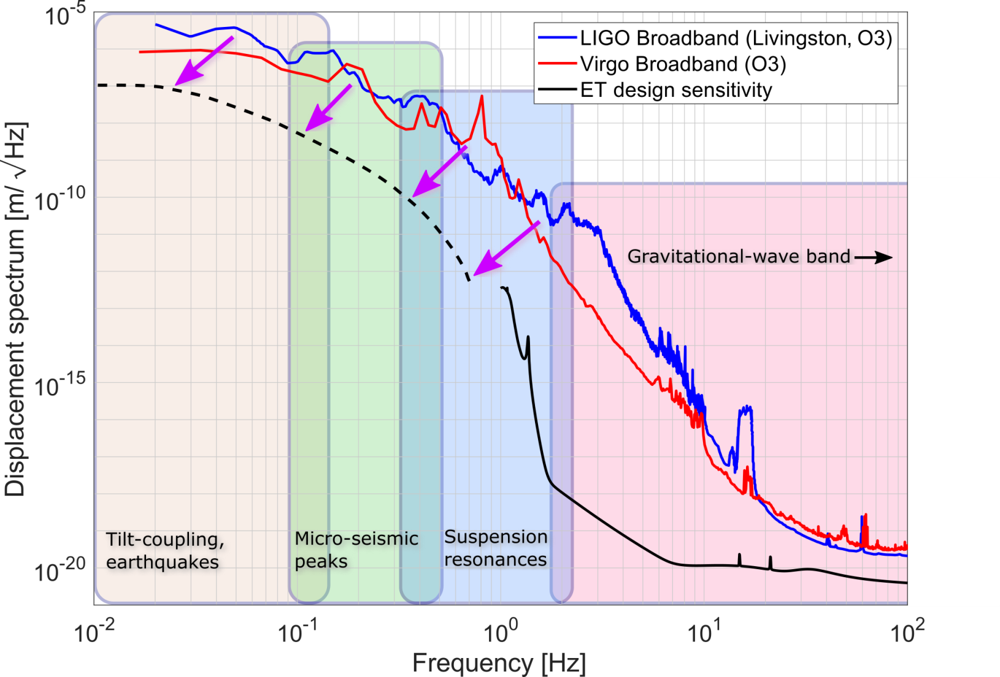 10^-5
LIGO Broadband (Livingston, O3)
Virgo Broadband (O3)
ET design sensitivity
Displacement spectrum [m/ √Hz]
10^-10
Gravitational-wave band
10^-15
Tilt-coupling,
earthquakes
Micro-seismic
peaks
Suspension
resonances
10^-20
10^-2 10^-1 10^0 10^1 10^2
Frequency [Hz]